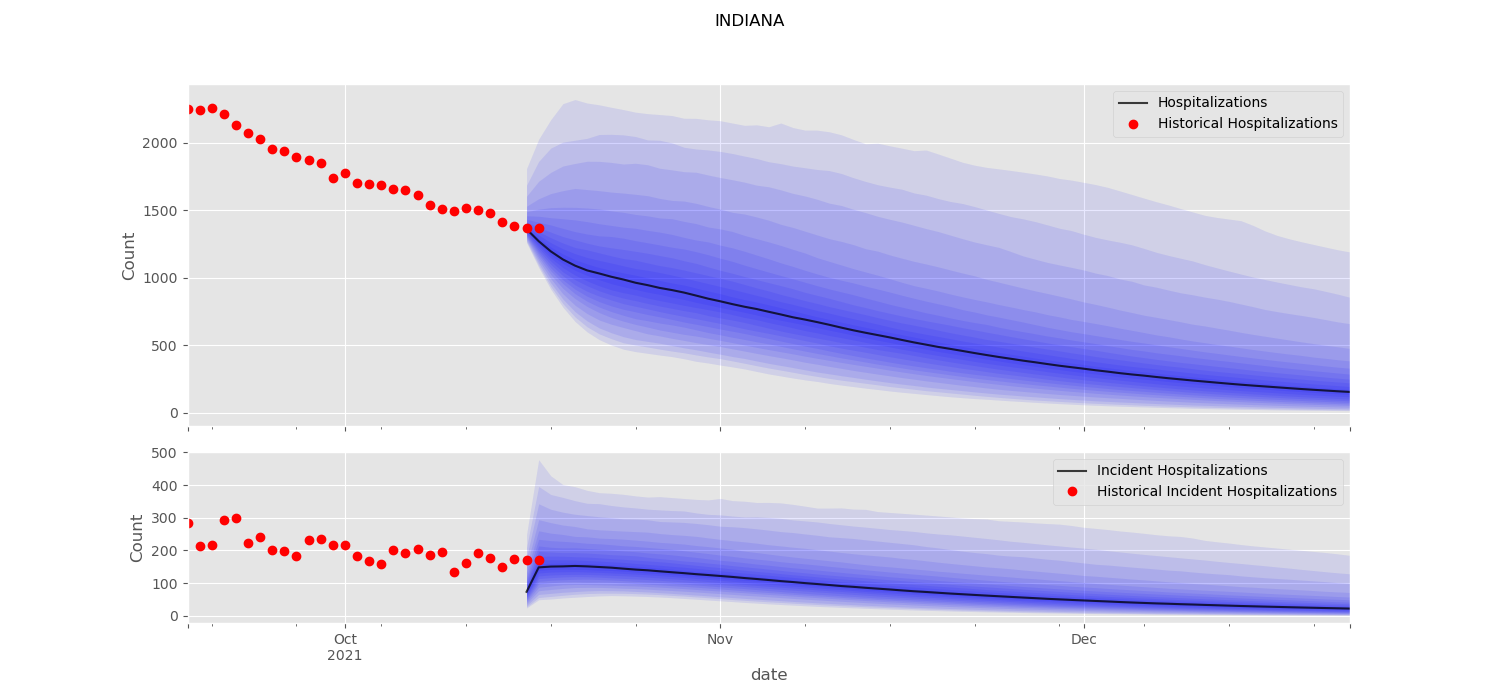 INDIANA
Hospitalizations
Historical Hospitalizations
2000
1500
1000
500
0
Count
Incident Hospitalizations
Historical Incident Hospitalizations
500
400
300
200
100
0
Count
Oct
2021
Nov
Dec
date